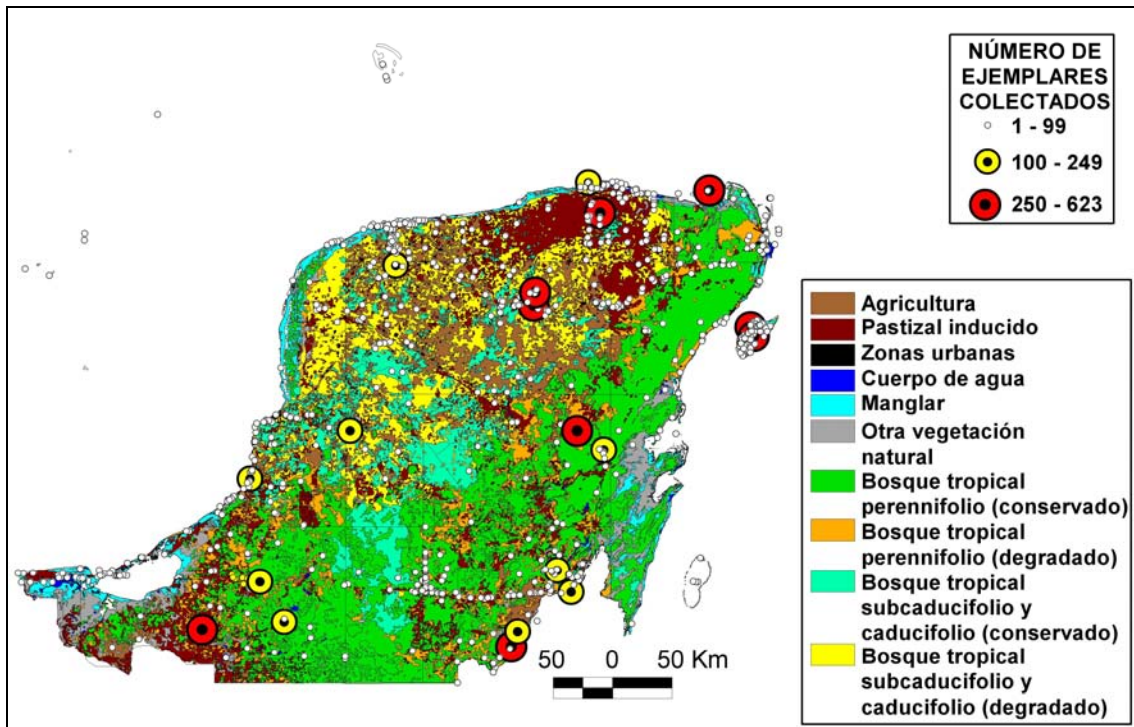 NÚMERO DE
EJEMPLARES
COLECTADOS
1 - 99
100 - 249
250 - 623
Agricultura
Pastizal inducido
Zonas urbanas
Cuerpo de agua
Manglar
Otra vegetación
natural
Bosque tropical
perennifolio (conservado)
Bosque tropical
perennifolio (degradado)
Bosque tropical
subcaducifolio y
caducifolio (conservado)
Bosque tropical
subcaducifolio y
caducifolio (degradado)
50 0 50 Km